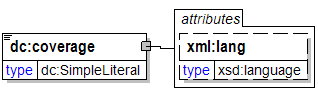 attributes
dc:coverage
type dc:SimpleLiteral
xml:lang
type xsd:language